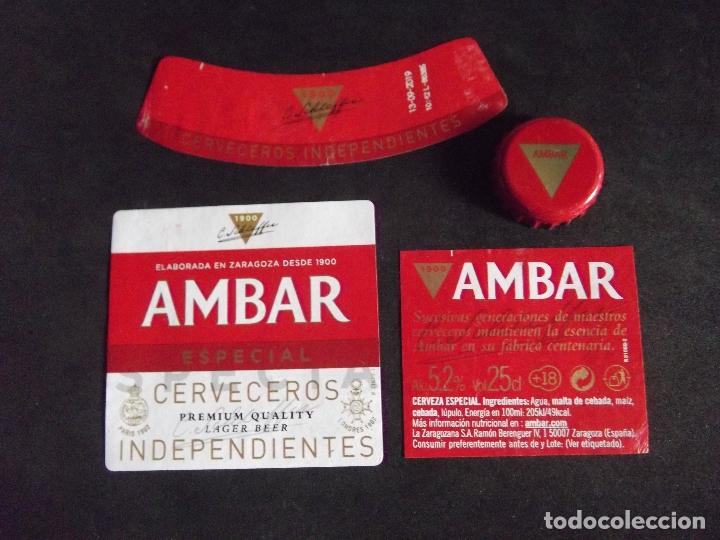 1900
C. Schlaffer
13-09-2019
CERVECEROS INDEPENDIENTES
AMBAR
1900
C. Schlaffer
ELABORADA EN ZARAGOZA DESDE 1900
AMBAR
ESPECIAL
CERVECEROS
PREMIUM QUALITY
LAGER BEER
INDEPENDIENTES
PARIS 1902
LONDRES 1902
1900
AMBAR
Sucesivas generaciones de maestros
cerveceros mantienen la esencia de
Ambar en su fábrica centenaria.
Alc. 5,2% Vol. 25cl +18
CERVEZA ESPECIAL. Ingredientes: Agua, malta de cebada, maíz,
cebada, lúpulo. Energía en 100ml: 205kJ/49kcal.
Más información nutricional en: ambar.com
La Zaragozana S.A. Ramón Berenguer IV, 1 50007 Zaragoza (España).
Consumir preferentemente antes de y Lote: (Ver etiquetado).
todocoleccion
todocoleccion.net